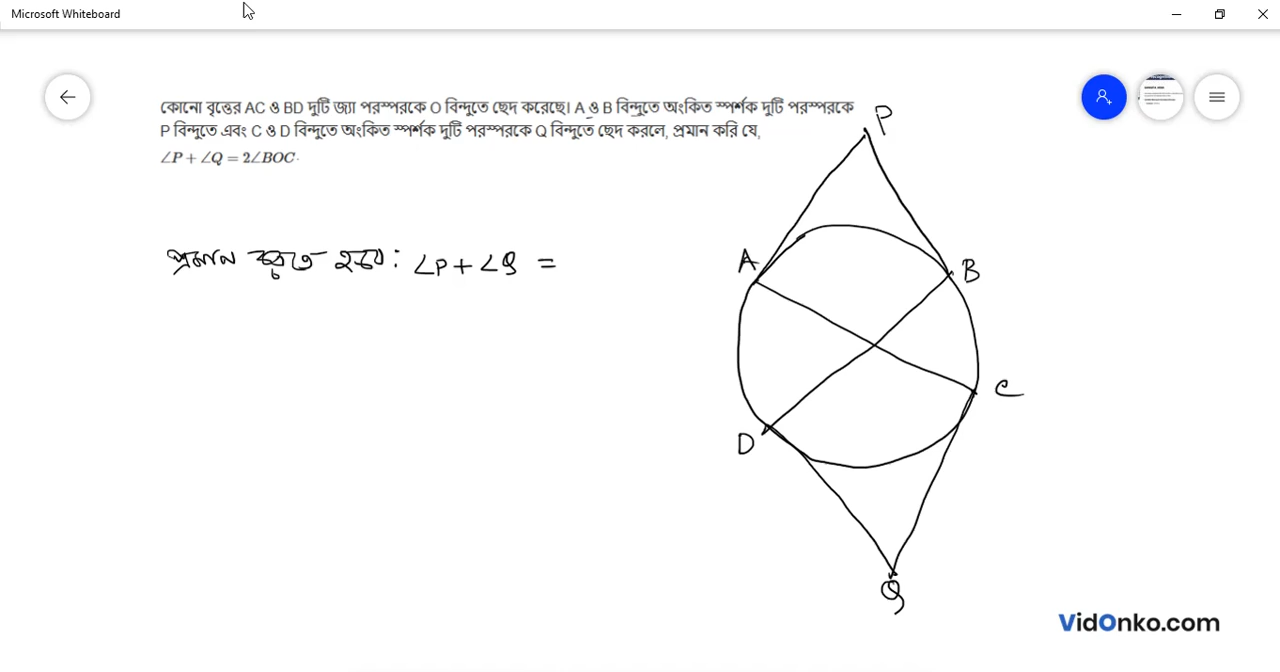 Microsoft Whiteboard
কোনো বৃত্তের AC ও BD দুটি জ্যা পরস্পরকে O বিন্দুতে ছেদ করেছে। A ও B বিন্দুতে অংকিত স্পর্শক দুটি পরস্পরকে
P বিন্দুতে এবং C ও D বিন্দুতে অংকিত স্পর্শক দুটি পরস্পরকে Q বিন্দুতে ছেদ করলে, প্রমান করি যে,
∠P + ∠Q = 2∠BOC.
প্রমান করতে হবে : ∠P + ∠Q =
P
A
B
C
D
Q
VidOnko.com